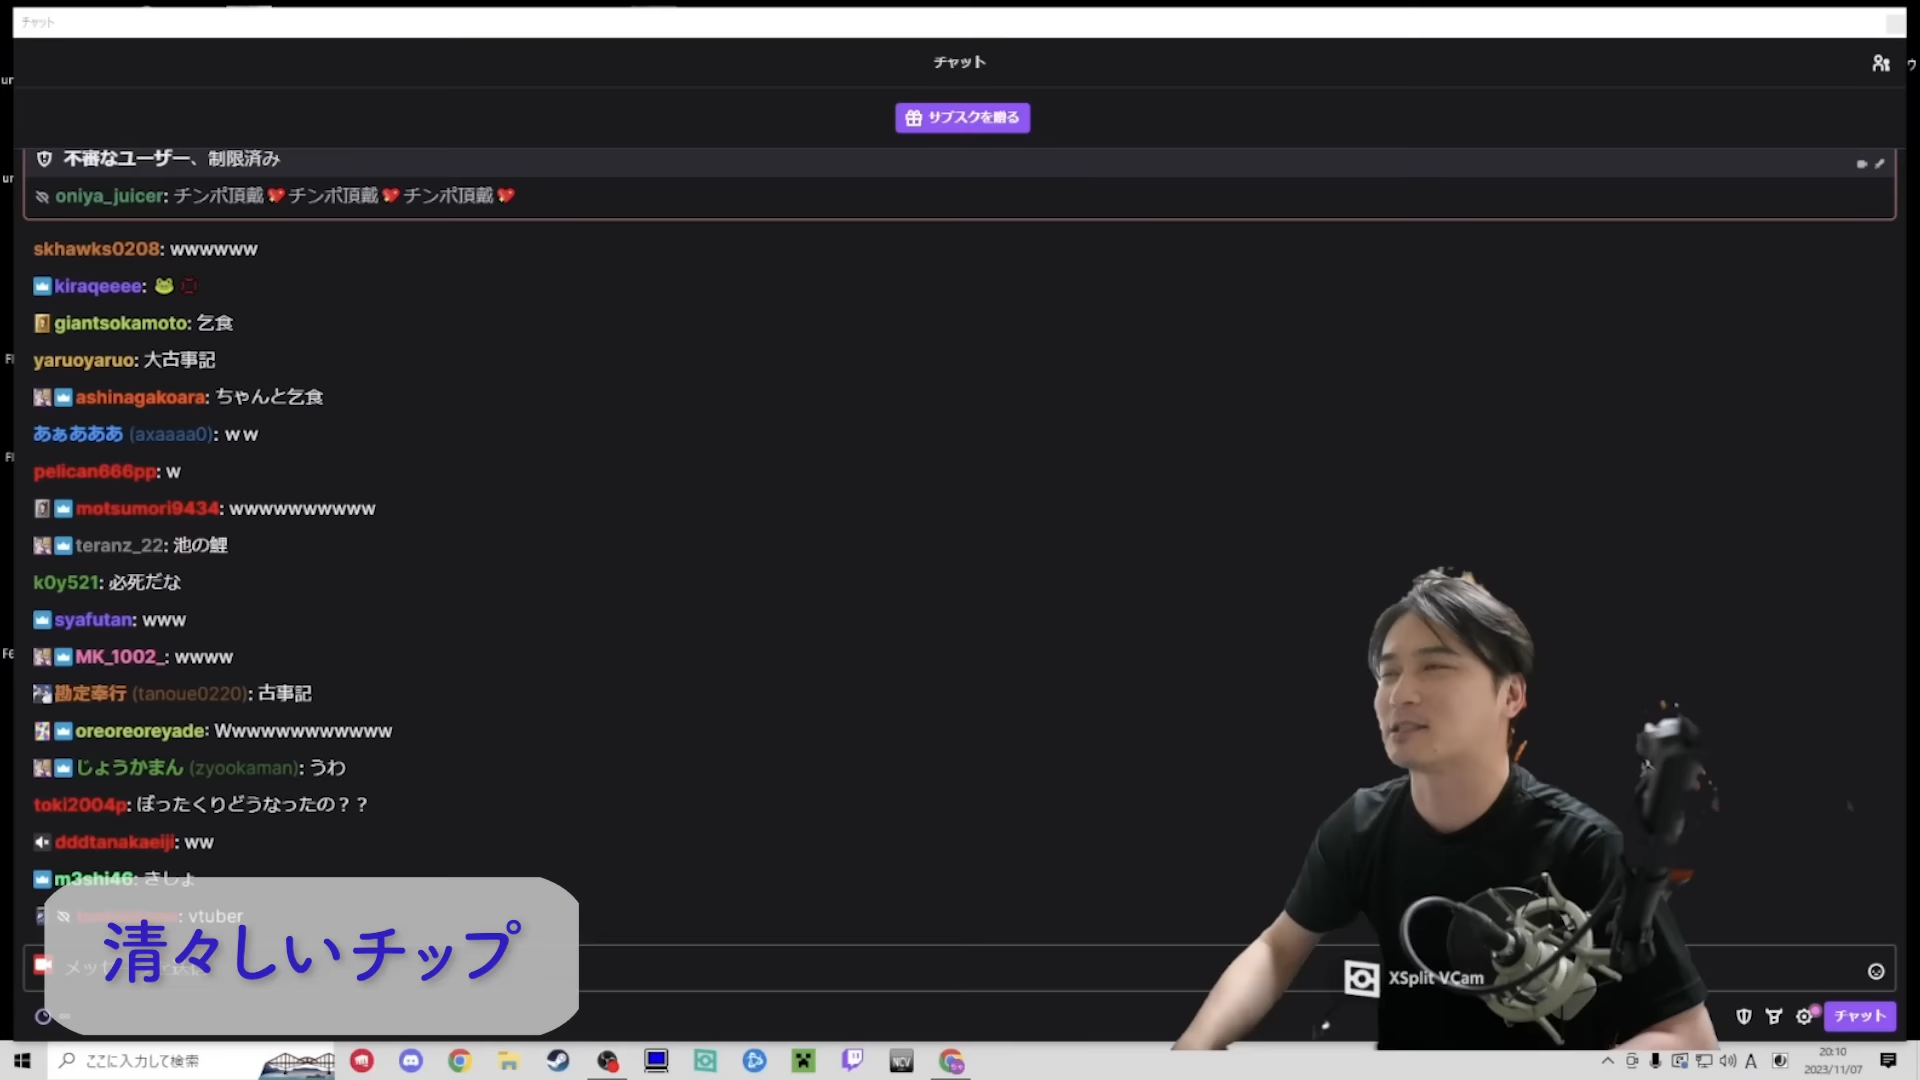 チャット
チャット
サブスクを贈る
不審なユーザー、制限済み
oniya_juicer: チンポ頂戴💖チンポ頂戴💖チンポ頂戴💖
skhawks0208: wwwwww
kiraqeeee: 🐸
giantsokamoto: 乞食
yaruoyaruo: 大古事記
ashinagakoara: ちゃんと乞食
あぁあああ (axaaaa0): ｗｗ
pelican666pp: w
motsumori9434: wwwwwwwwww
teranz_22: 池の鯉
k0y521: 必死だな
syafutan: www
MK_1002_: wwww
勘定奉行 (tanoue0220): 古事記
oreoreoreyade: Wwwwwwwwwwww
じょうかまん (zyookaman): うわ
toki2004p: ぼったくりどうなったの？？
dddtanakaeiji: ww
m3shi46: きしょ
: vtuber
清々しいチップ
XSplit VCam
チャット
ここに入力して検索
NCV
A
20:10
2023/11/07